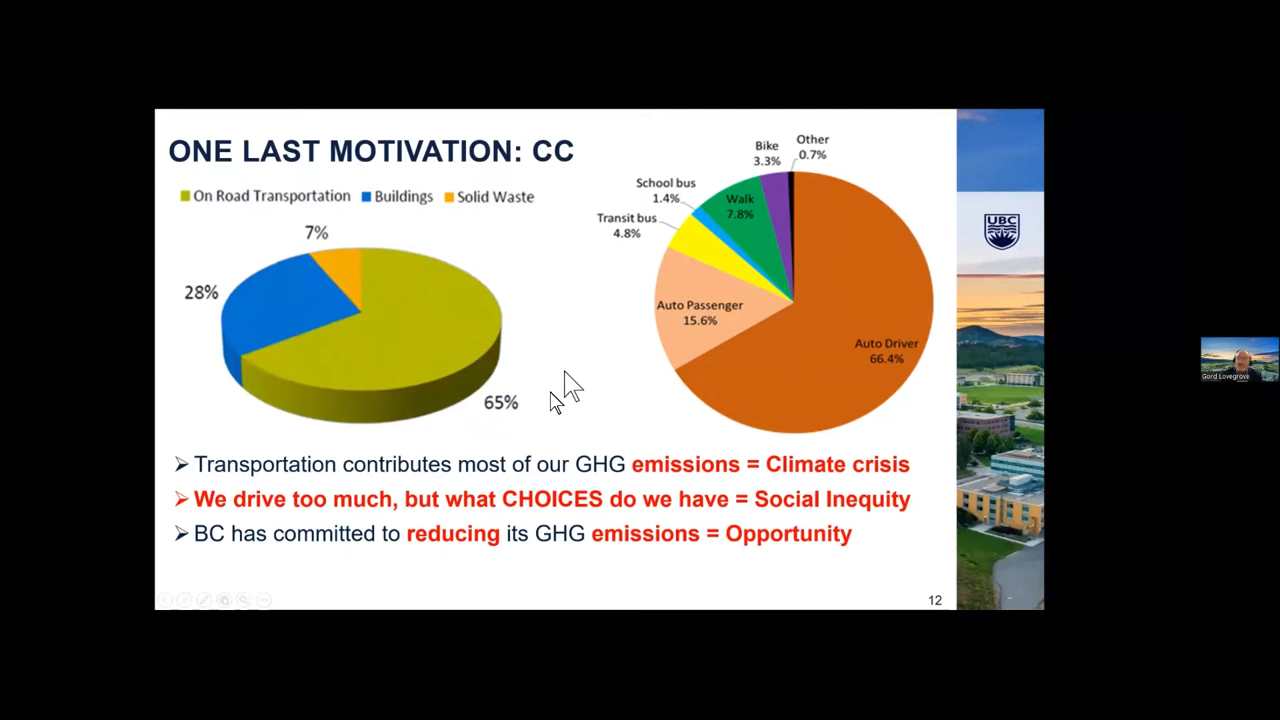 ONE LAST MOTIVATION: CC
On Road Transportation Buildings Solid Waste
7%
28%
65%
Other
0.7%
Bike
3.3%
School bus
1.4%
Walk
7.8%
Transit bus
4.8%
Auto Passenger
15.6%
Auto Driver
66.4%
UBC
Transportation contributes most of our GHG emissions = Climate crisis
We drive too much, but what CHOICES do we have = Social Inequity
BC has committed to reducing its GHG emissions = Opportunity
12
Gord Lovegrove